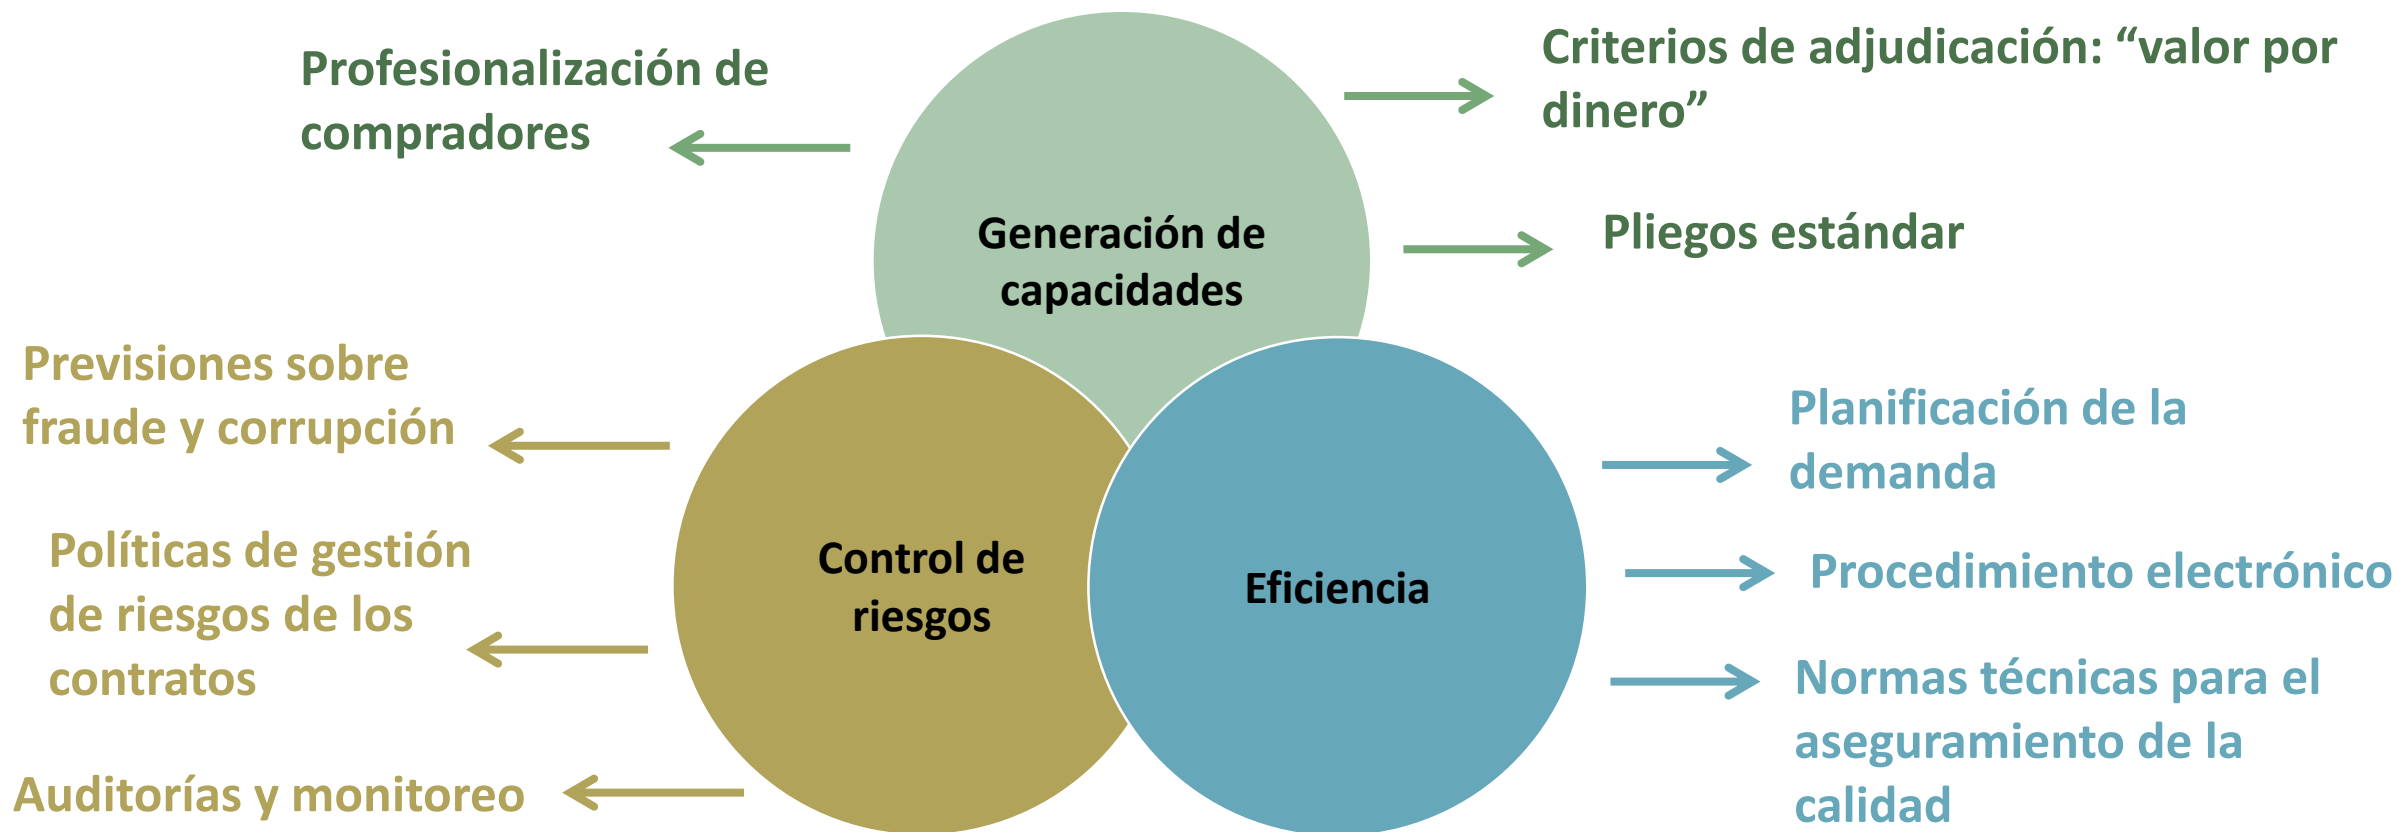 Profesionalización de
compradores
Criterios de adjudicación: “valor por
dinero”
Generación de
capacidades
Pliegos estándar
Previsiones sobre
fraude y corrupción
Políticas de gestión
de riesgos de los
contratos
Auditorías y monitoreo
Control de
riesgos
Eficiencia
Planificación de la
demanda
Procedimiento electrónico
Normas técnicas para el
aseguramiento de la
calidad